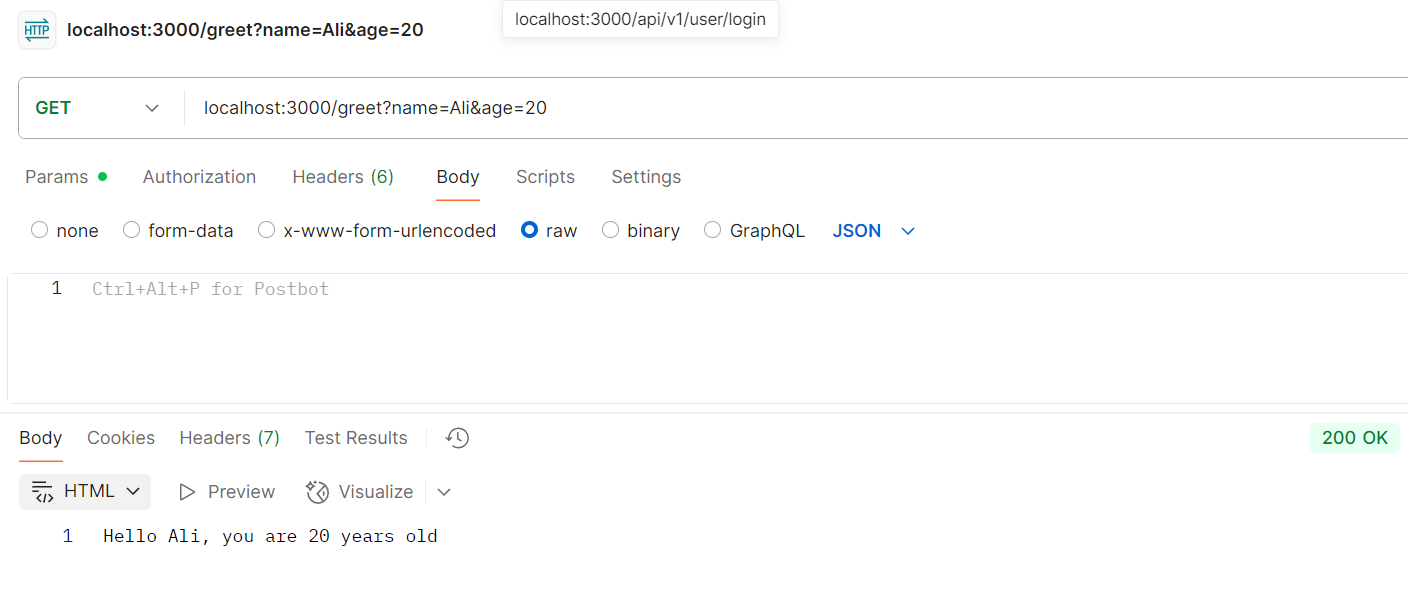 HTTP localhost:3000/greet?name=Ali&age=20 localhost:3000/api/v1/user/login
GET localhost:3000/greet?name=Ali&age=20
Params Authorization Headers (6) Body Scripts Settings
none form-data x-www-form-urlencoded raw binary GraphQL JSON
1 Ctrl+Alt+P for Postbot
Body Cookies Headers (7) Test Results 200 OK
HTML Preview Visualize
1 Hello Ali, you are 20 years old